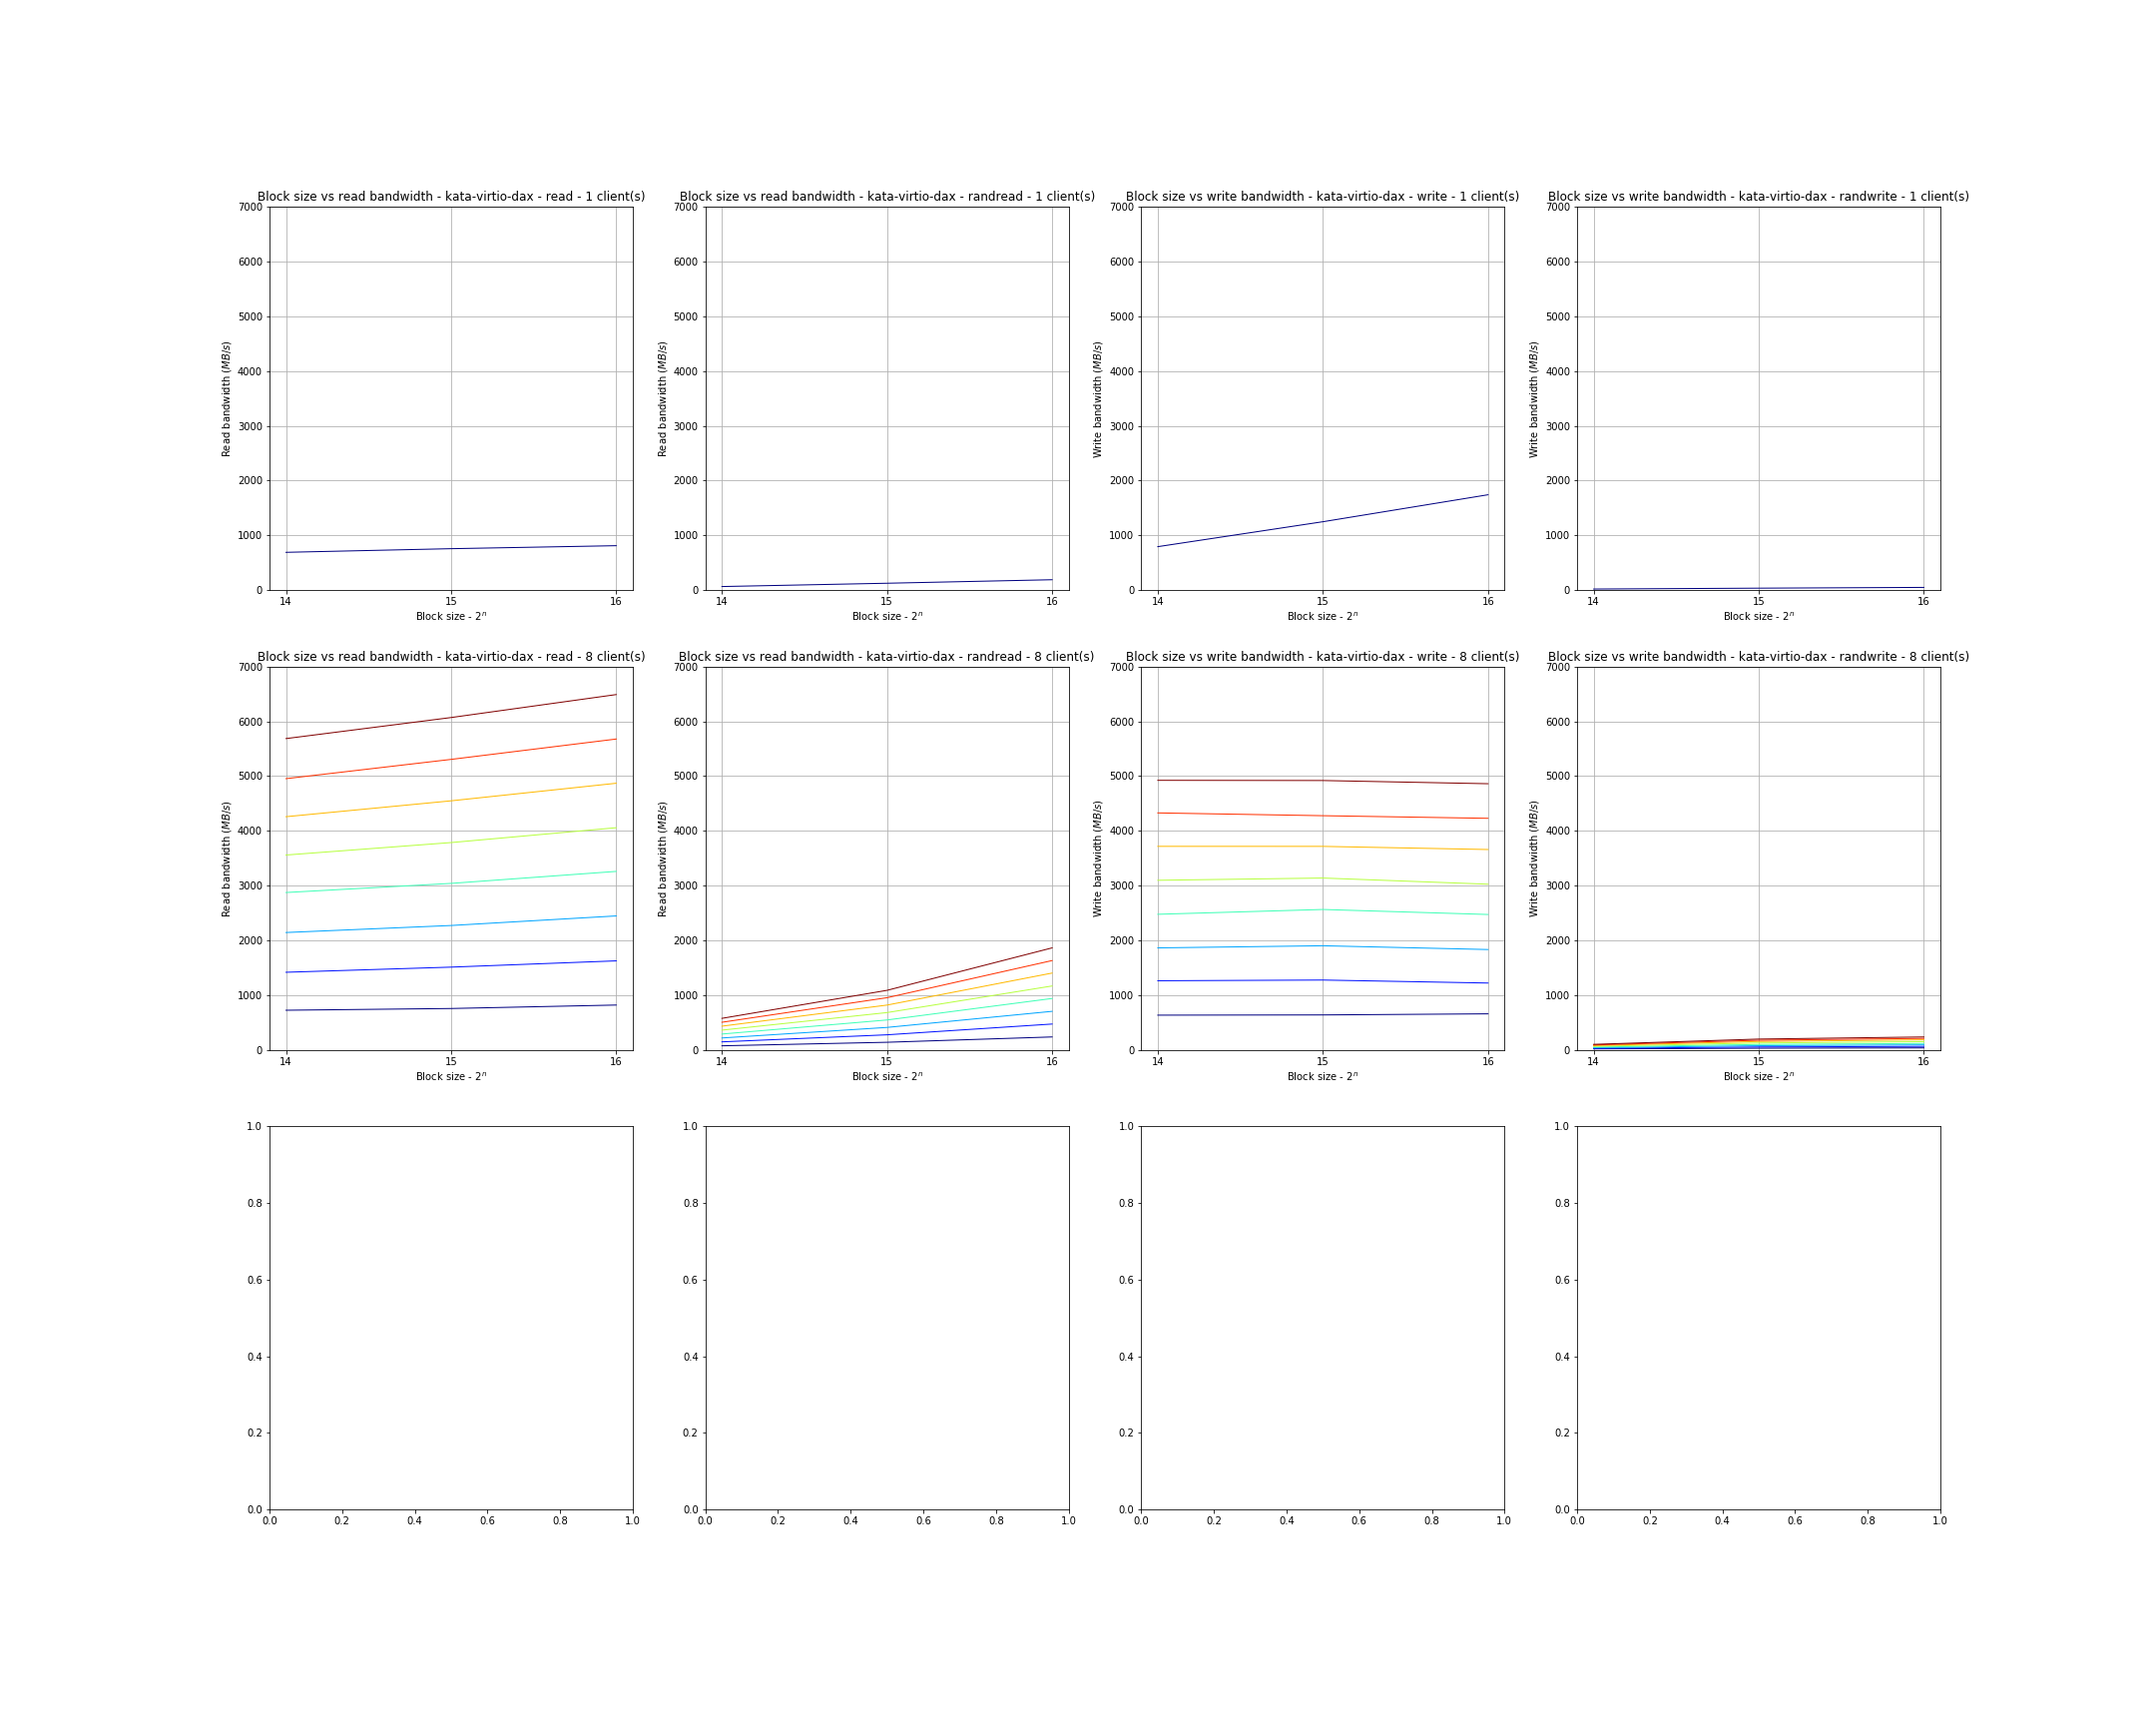 Block size vs read bandwidth - kata-virtio-dax - read - 1 client(s)
7000
6000
5000
4000
3000
2000
1000
0
Read bandwidth (MB/s)
14 15 16
Block size - 2^n
Block size vs read bandwidth - kata-virtio-dax - randread - 1 client(s)
7000
6000
5000
4000
3000
2000
1000
0
Read bandwidth (MB/s)
14 15 16
Block size - 2^n
Block size vs write bandwidth - kata-virtio-dax - write - 1 client(s)
7000
6000
5000
4000
3000
2000
1000
0
Write bandwidth (MB/s)
14 15 16
Block size - 2^n
Block size vs write bandwidth - kata-virtio-dax - randwrite - 1 client(s)
7000
6000
5000
4000
3000
2000
1000
0
Write bandwidth (MB/s)
14 15 16
Block size - 2^n
Block size vs read bandwidth - kata-virtio-dax - read - 8 client(s)
7000
6000
5000
4000
3000
2000
1000
0
Read bandwidth (MB/s)
14 15 16
Block size - 2^n
Block size vs read bandwidth - kata-virtio-dax - randread - 8 client(s)
7000
6000
5000
4000
3000
2000
1000
0
Read bandwidth (MB/s)
14 15 16
Block size - 2^n
Block size vs write bandwidth - kata-virtio-dax - write - 8 client(s)
7000
6000
5000
4000
3000
2000
1000
0
Write bandwidth (MB/s)
14 15 16
Block size - 2^n
Block size vs write bandwidth - kata-virtio-dax - randwrite - 8 client(s)
7000
6000
5000
4000
3000
2000
1000
0
Write bandwidth (MB/s)
14 15 16
Block size - 2^n
1.0
0.8
0.6
0.4
0.2
0.0
0.0 0.2 0.4 0.6 0.8 1.0
1.0
0.8
0.6
0.4
0.2
0.0
0.0 0.2 0.4 0.6 0.8 1.0
1.0
0.8
0.6
0.4
0.2
0.0
0.0 0.2 0.4 0.6 0.8 1.0
1.0
0.8
0.6
0.4
0.2
0.0
0.0 0.2 0.4 0.6 0.8 1.0